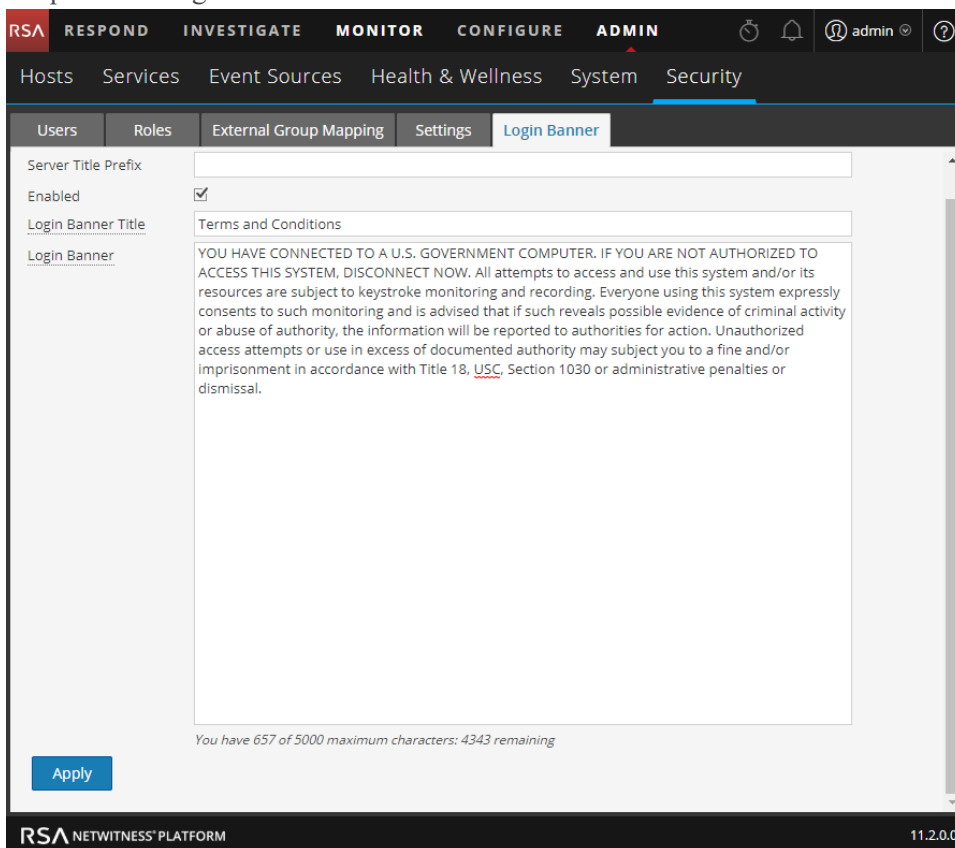 RSA RESPOND INVESTIGATE MONITOR CONFIGURE ADMIN admin ?
Hosts Services Event Sources Health & Wellness System Security
Users Roles External Group Mapping Settings Login Banner
Server Title Prefix
Enabled
Login Banner Title Terms and Conditions
Login Banner YOU HAVE CONNECTED TO A U.S. GOVERNMENT COMPUTER. IF YOU ARE NOT AUTHORIZED TO
ACCESS THIS SYSTEM, DISCONNECT NOW. All attempts to access and use this system and/or its
resources are subject to keystroke monitoring and recording. Everyone using this system expressly
consents to such monitoring and is advised that if such reveals possible evidence of criminal activity
or abuse of authority, the information will be reported to authorities for action. Unauthorized
access attempts or use in excess of documented authority may subject you to a fine and/or
imprisonment in accordance with Title 18, USC, Section 1030 or administrative penalties or
dismissal.
You have 657 of 5000 maximum characters: 4343 remaining
Apply
RSA NETWITNESS® PLATFORM 11.2.0.0